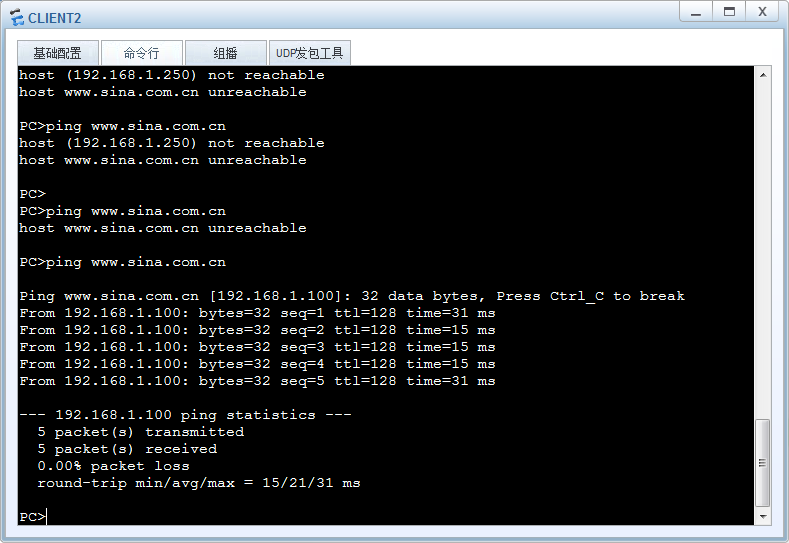 CLIENT2
基础配置 命令行 组播 UDP发包工具
host (192.168.1.250) not reachable
host www.sina.com.cn unreachable
PC>ping www.sina.com.cn
host (192.168.1.250) not reachable
host www.sina.com.cn unreachable
PC>
PC>ping www.sina.com.cn
host www.sina.com.cn unreachable
PC>ping www.sina.com.cn
Ping www.sina.com.cn [192.168.1.100]: 32 data bytes, Press Ctrl_C to break
From 192.168.1.100: bytes=32 seq=1 ttl=128 time=31 ms
From 192.168.1.100: bytes=32 seq=2 ttl=128 time=15 ms
From 192.168.1.100: bytes=32 seq=3 ttl=128 time=15 ms
From 192.168.1.100: bytes=32 seq=4 ttl=128 time=15 ms
From 192.168.1.100: bytes=32 seq=5 ttl=128 time=31 ms
--- 192.168.1.100 ping statistics ---
5 packet(s) transmitted
5 packet(s) received
0.00% packet loss
round-trip min/avg/max = 15/21/31 ms
PC>